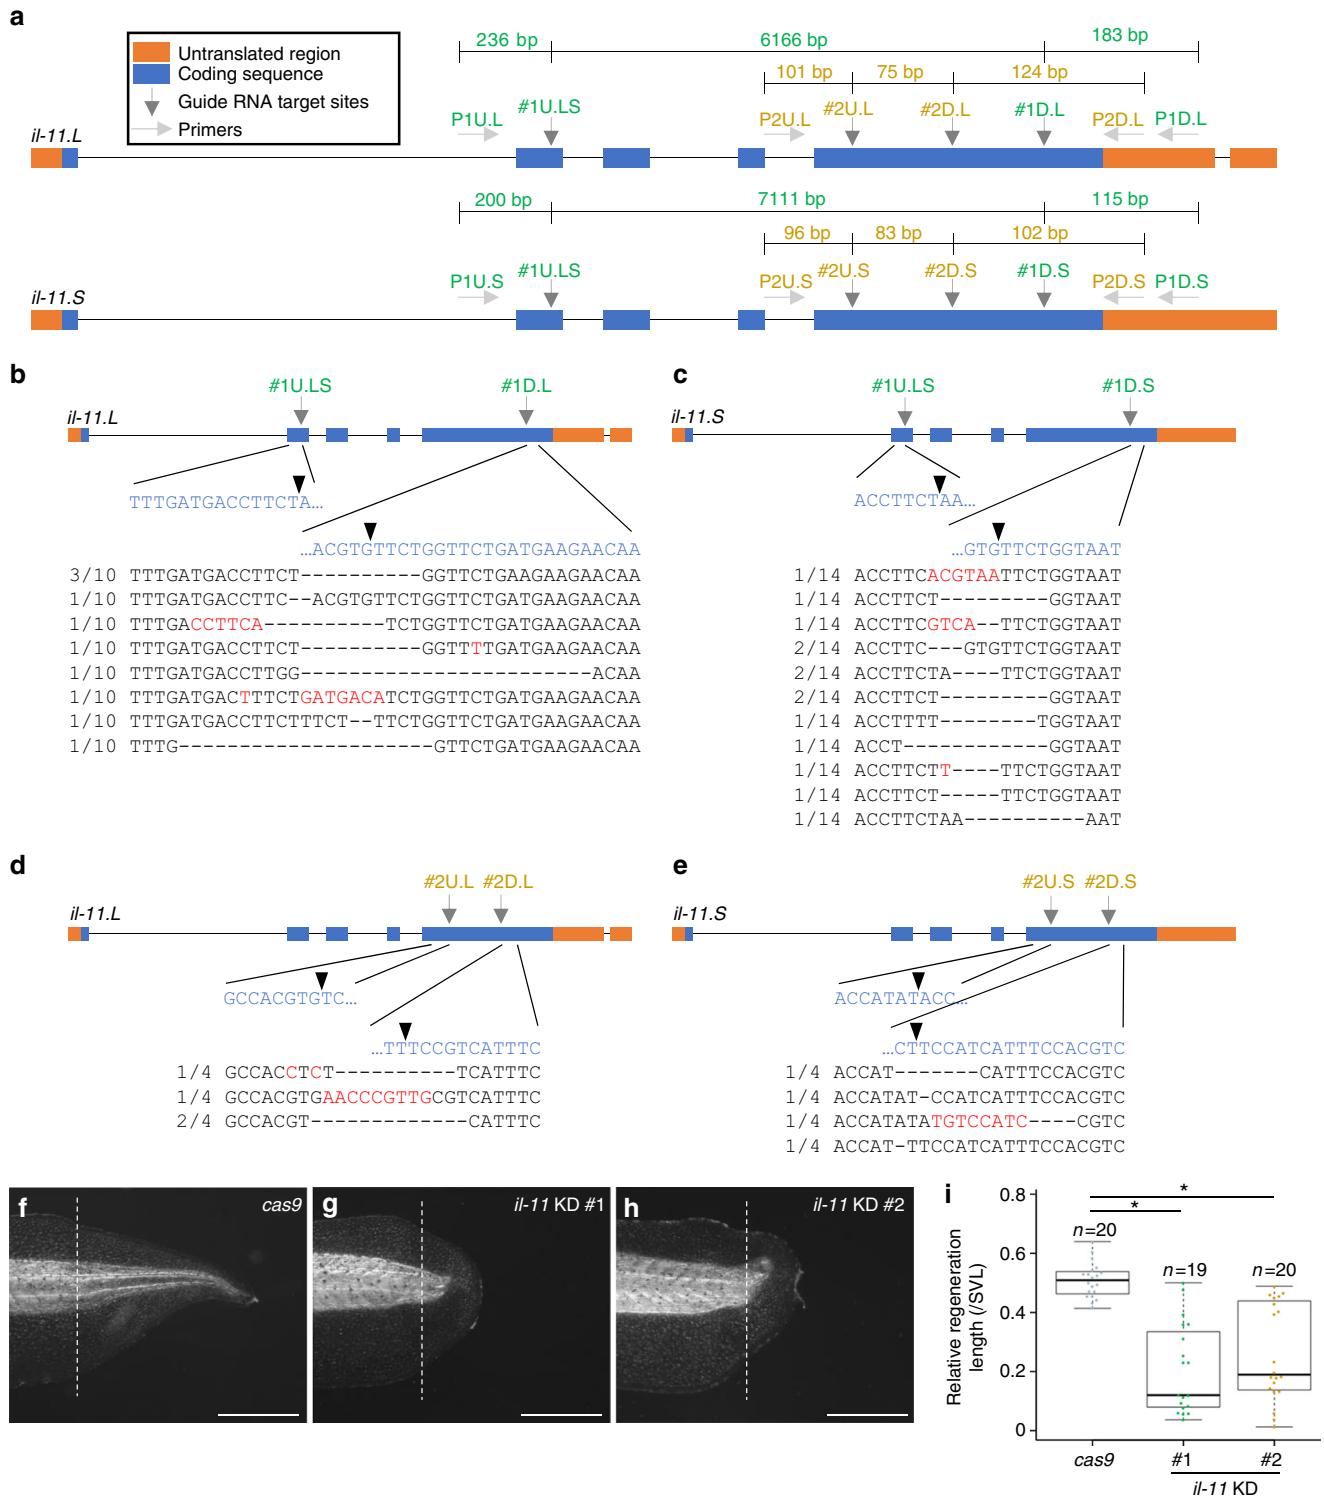 a
Untranslated region
Coding sequence
Guide RNA target sites
Primers
236 bp
6166 bp
183 bp
101 bp
75 bp
124 bp
P1U.L
#1U.LS
P2U.L
#2U.L
#2D.L
#1D.L
P2D.L
P1D.L
il-11.L
200 bp
7111 bp
115 bp
96 bp
83 bp
102 bp
P1U.S
#1U.LS
P2U.S
#2U.S
#2D.S
#1D.S
P2D.S
P1D.S
il-11.S
b
#1U.LS
#1D.L
il-11.L
TTTGATGACCTTCTA...
...ACGTGTTCTGGTTCTGATGAAGAACAA
3/10 TTTGATGACCTTCT----------GGTTCTGAAGAAGAACAA
1/10 TTTGATGACCTTC--ACGTGTTCTGGTTCTGATGAAGAACAA
1/10 TTTGACCTTCA----------TCTGGTTCTGATGAAGAACAA
1/10 TTTGATGACCTTCT----------GGTTTTGATGAAGAACAA
1/10 TTTGATGACCTTGG------------------------ACAA
1/10 TTTGATGACTTTCTGATGACATCTGGTTCTGATGAAGAACAA
1/10 TTTGATGACCTTCTTTCT--TTCTGGTTCTGATGAAGAACAA
1/10 TTTG---------------------GTTCTGATGAAGAACAA
c
#1U.LS
#1D.S
il-11.S
ACCTTCTAA...
...GTGTTCTGGTAAT
1/14 ACCTTCACGTAATTCTGGTAAT
1/14 ACCTTCT---------GGTAAT
1/14 ACCTTCGTCA--TTCTGGTAAT
2/14 ACCTTC---GTGTTCTGGTAAT
2/14 ACCTTCTA----TTCTGGTAAT
2/14 ACCTTCT---------GGTAAT
1/14 ACCTTTT--------TGGTAAT
1/14 ACCT------------GGTAAT
1/14 ACCTTCTT----TTCTGGTAAT
1/14 ACCTTCT-----TTCTGGTAAT
1/14 ACCTTCTAA----------AAT
d
#2U.L #2D.L
il-11.L
GCCACGTGTC...
...TTTCCGTCATTTC
1/4 GCCACCTCT----------TCATTTC
1/4 GCCACGTGAACCCGTTGCGTCATTTC
2/4 GCCACGT-------------CATTTC
e
#2U.S #2D.S
il-11.S
ACCATATACC...
...CTTCCATCATTTCCACGTC
1/4 ACCAT-------CATTTCCACGTC
1/4 ACCATAT-CCATCATTTCCACGTC
1/4 ACCATATATGTCCATC----CGTC
1/4 ACCAT-TTCCATCATTTCCACGTC
f
cas9
g
il-11 KD #1
h
il-11 KD #2
i
Relative regeneration
length (/SVL)
0.8
0.6
0.4
0.2
0
*
*
n=20
n=19
n=20
cas9
#1
#2
il-11 KD